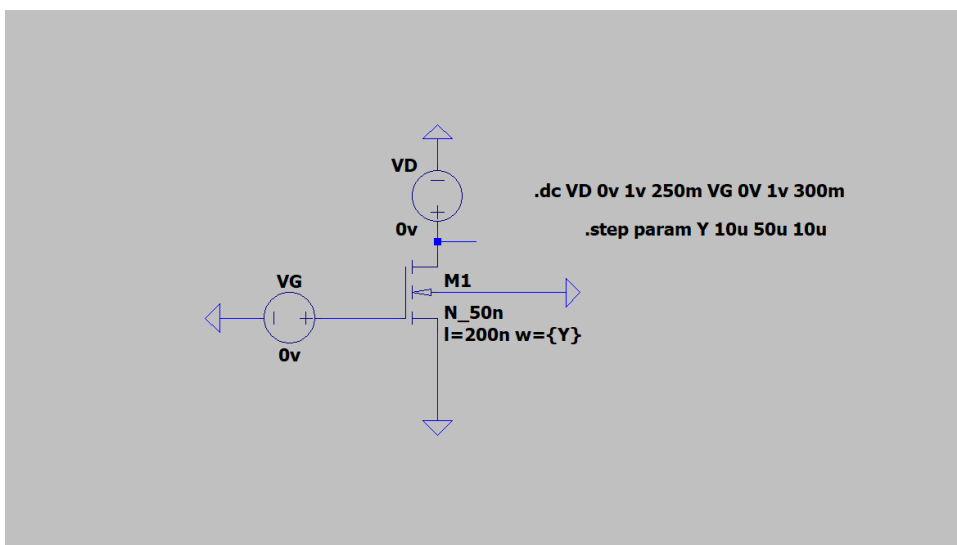 VD
.dc VD 0v 1v 250m VG 0V 1v 300m
0v
.step param Y 10u 50u 10u
VG
M1
N_50n
l=200n w={Y}
0v